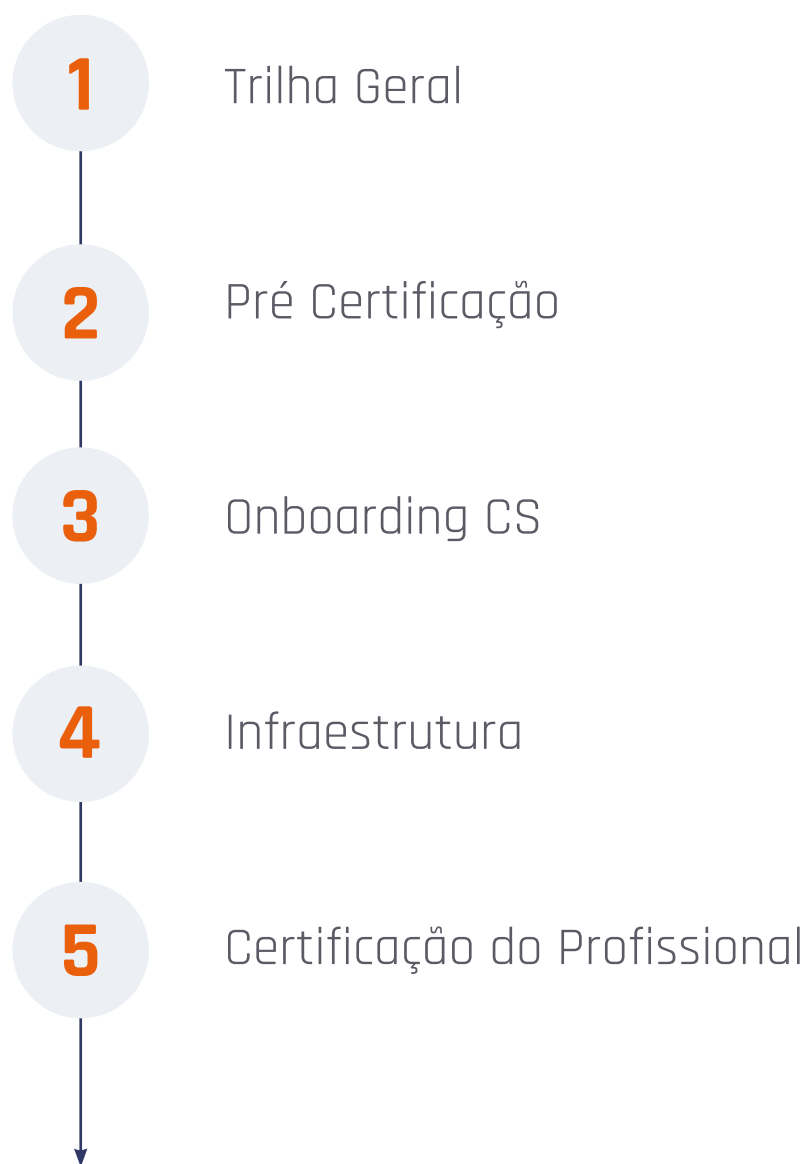 1 Trilha Geral
2 Pré Certificação
3 Onboarding CS
4 Infraestrutura
5 Certificação do Profissional